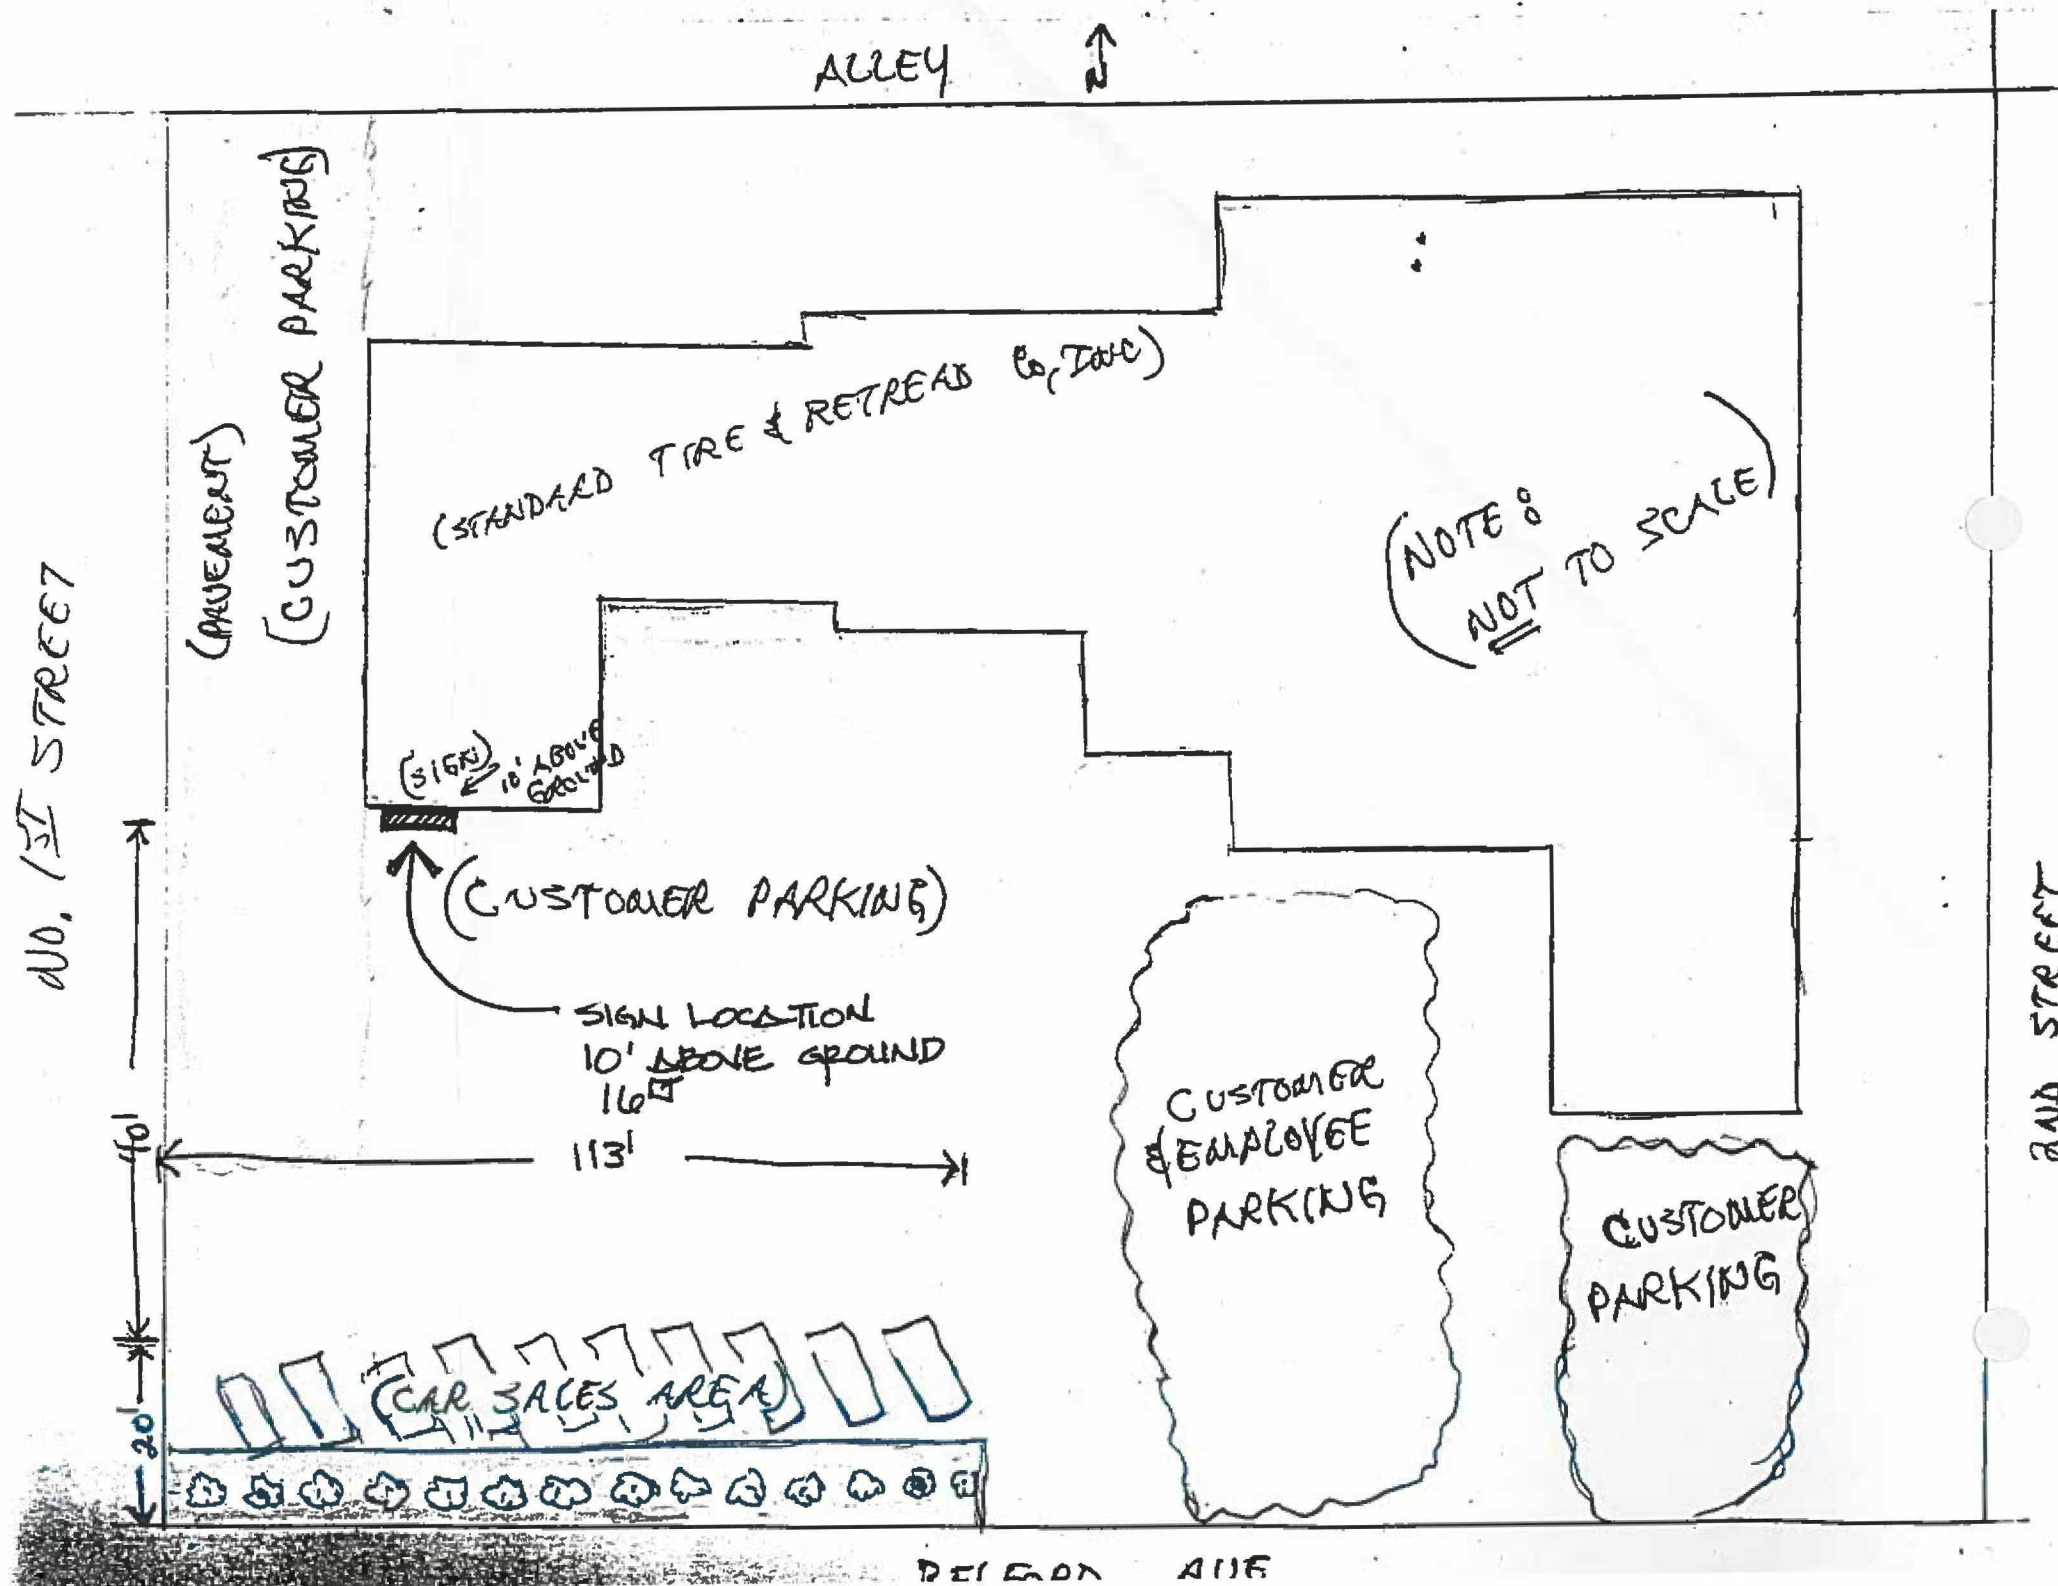 ALLEY
N
(PAVEMENT)
(CUSTOMER PARKING)
(STANDARD TIRE & RETREAD Co, INC)
(NOTE:
NOT TO SCALE)
NO, 1ST STREET
(SIGN)
10' ABOVE
GROUND
(CUSTOMER PARKING)
SIGN LOCATION
10' ABOVE GROUND
16
113'
40'
20'
CUSTOMER
& EMPLOYEE
PARKING
CUSTOMER
PARKING
2ND STREET
(CAR SALES AREA)
AVE